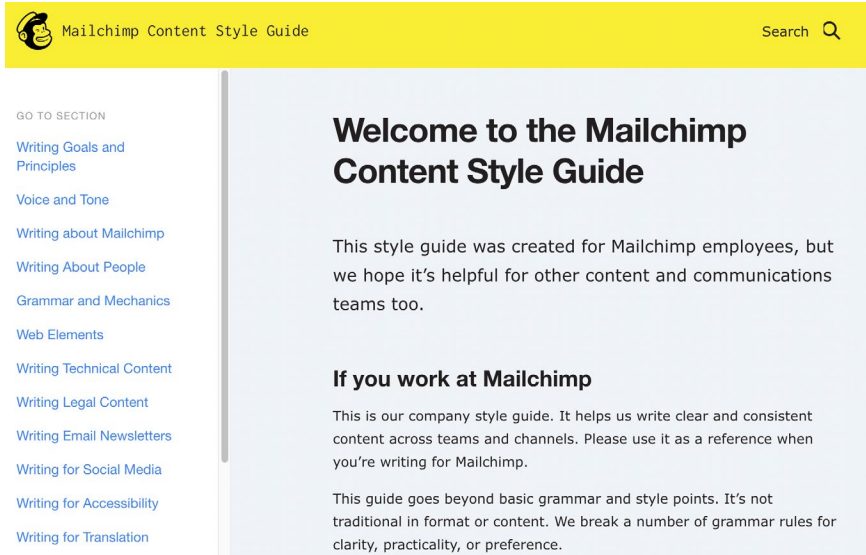 Mailchimp Content Style Guide
Search
GO TO SECTION
Writing Goals and
Principles
Voice and Tone
Writing about Mailchimp
Writing About People
Grammar and Mechanics
Web Elements
Writing Technical Content
Writing Legal Content
Writing Email Newsletters
Writing for Social Media
Writing for Accessibility
Writing for Translation
Welcome to the Mailchimp
Content Style Guide
This style guide was created for Mailchimp employees, but
we hope it’s helpful for other content and communications
teams too.
If you work at Mailchimp
This is our company style guide. It helps us write clear and consistent
content across teams and channels. Please use it as a reference when
you’re writing for Mailchimp.
This guide goes beyond basic grammar and style points. It’s not
traditional in format or content. We break a number of grammar rules for
clarity, practicality, or preference.